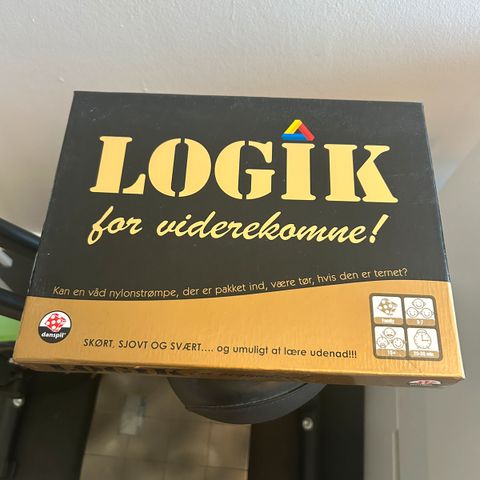 LOGIK
for viderekomne!
Kan en våd nylonstrømpe, der er pakket ind, være tør, hvis den er ternet?
danspil
SKØRT, SJOVT OG SVÆRT.... og umuligt at lære udenad!!!